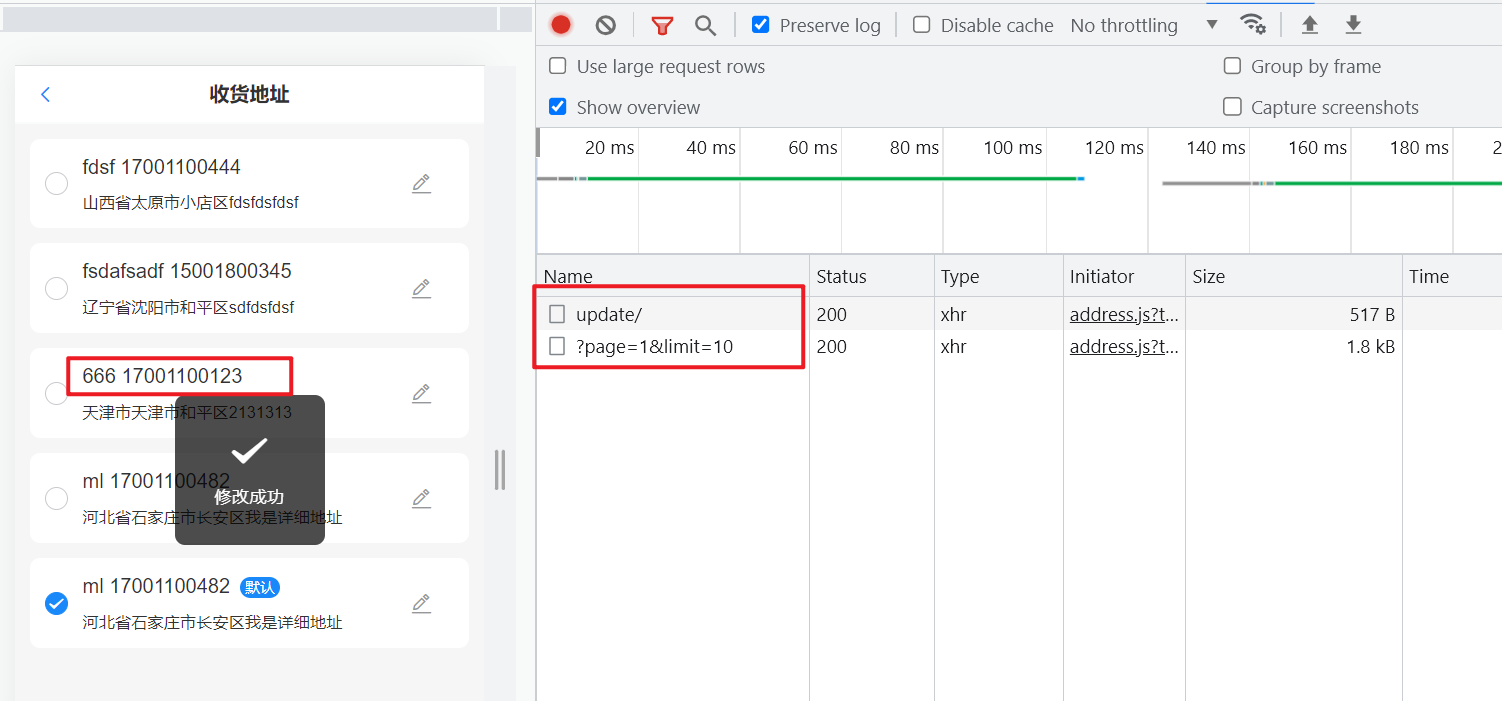 收货地址
fdsf 17001100444
山西省太原市小店区fdsfdsfdsf
fsdafsadf 15001800345
辽宁省沈阳市和平区sdfdsfdsf
666 17001100123
天津市天津市和平区2131313
ml 17001100482
修改成功
河北省石家庄市长安区我是详细地址
ml 17001100482 默认
河北省石家庄市长安区我是详细地址
Preserve log Disable cache No throttling
Use large request rows Group by frame
Show overview Capture screenshots
20 ms 40 ms 60 ms 80 ms 100 ms 120 ms 140 ms 160 ms 180 ms 2
Name Status Type Initiator Size Time
update/ 200 xhr address.js?t... 517 B
?page=1&limit=10 200 xhr address.js?t... 1.8 kB